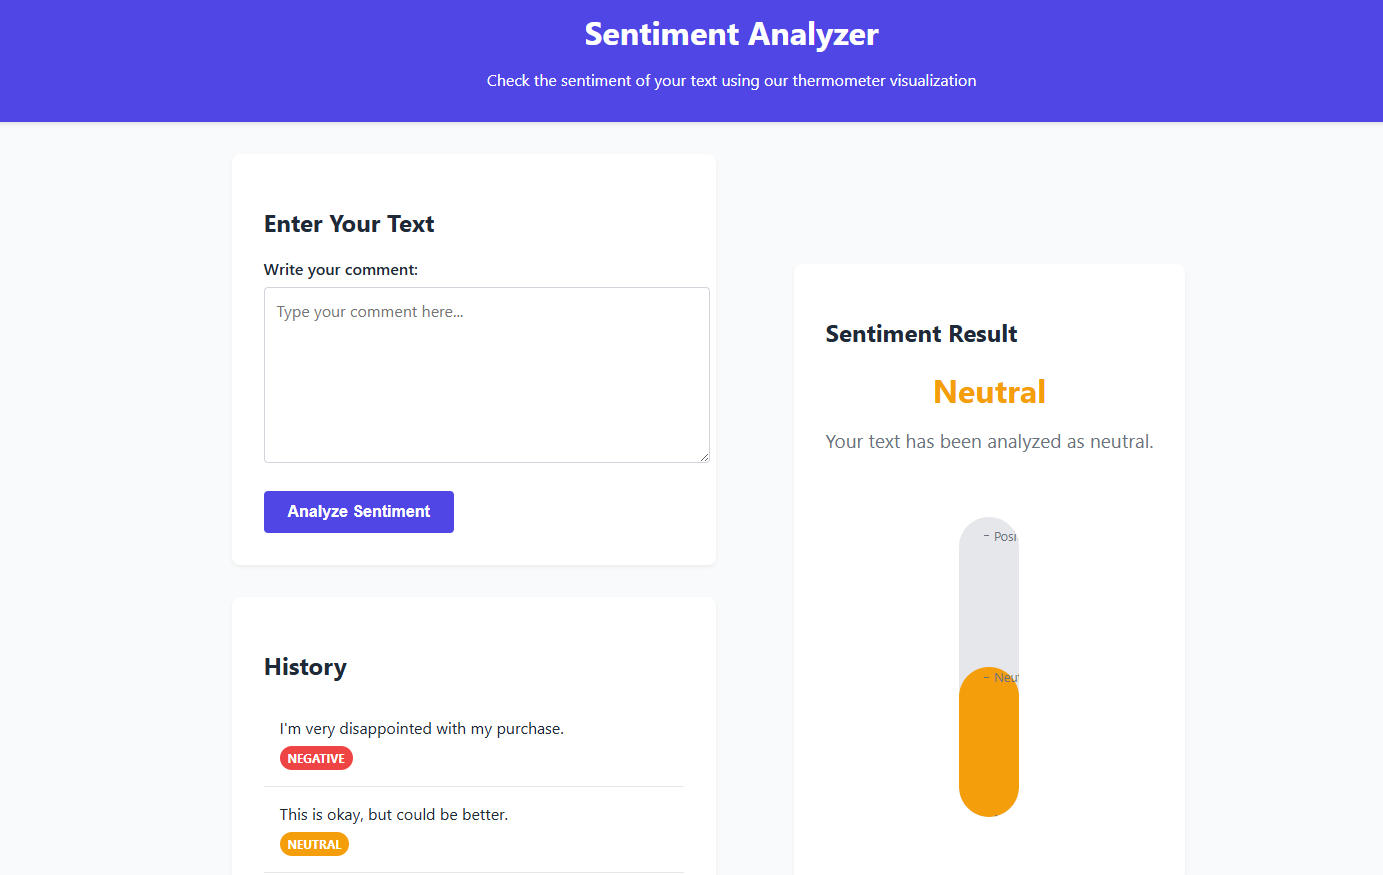 Sentiment Analyzer
Check the sentiment of your text using our thermometer visualization
Enter Your Text
Write your comment:
Type your comment here...
Analyze Sentiment
History
I'm very disappointed with my purchase.
NEGATIVE
This is okay, but could be better.
NEUTRAL
Sentiment Result
Neutral
Your text has been analyzed as neutral.
- Posi
- Neut